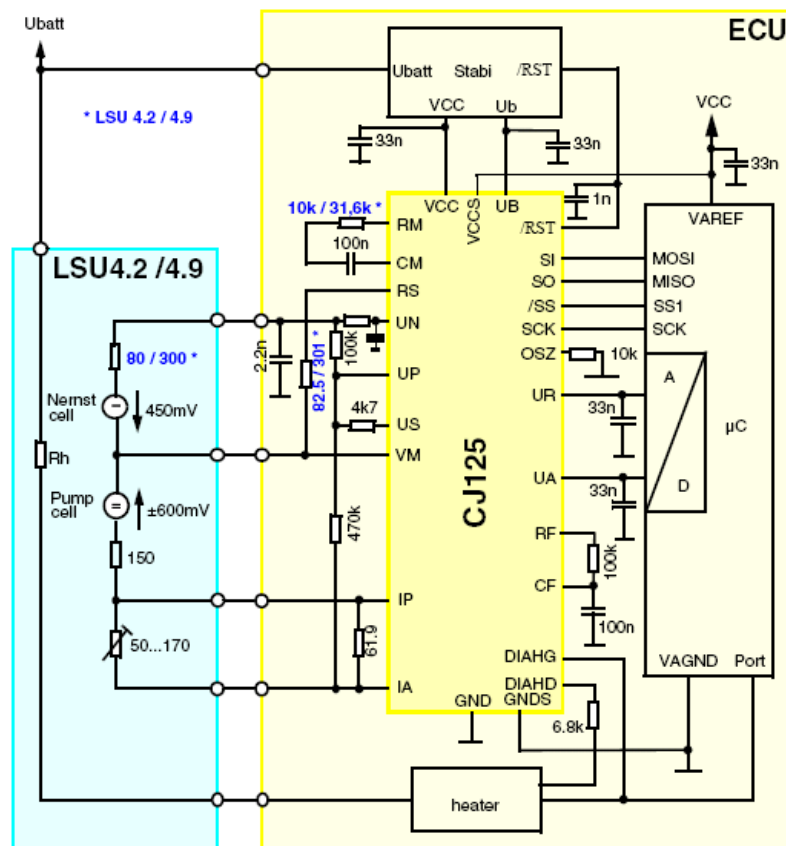 Ubatt
ECU
Ubatt Stabi /RST
VCC Ub
* LSU 4.2 / 4.9
VCC
33n
33n
33n
1n
10k / 31,6k *
RM
VCC
VCCS
UB
/RST
VAREF
100n
CM
SI
MOSI
LSU4.2 /4.9
RS
SO
MISO
UN
/SS
SS1
100k
SCK
SCK
2.2n
82.5 / 301 *
80 / 300 *
OSZ
10k
UP
A
Nernst
cell
450mV
4k7
US
UR
33n
µC
Rh
VM
CJ125
UA
D
Pump
cell
±600mV
33n
470k
RF
150
100k
CF
IP
100n
61.9
50...170
DIAHG
VAGND
Port
IA
DIAHD
GND
GNDS
6.8k
heater